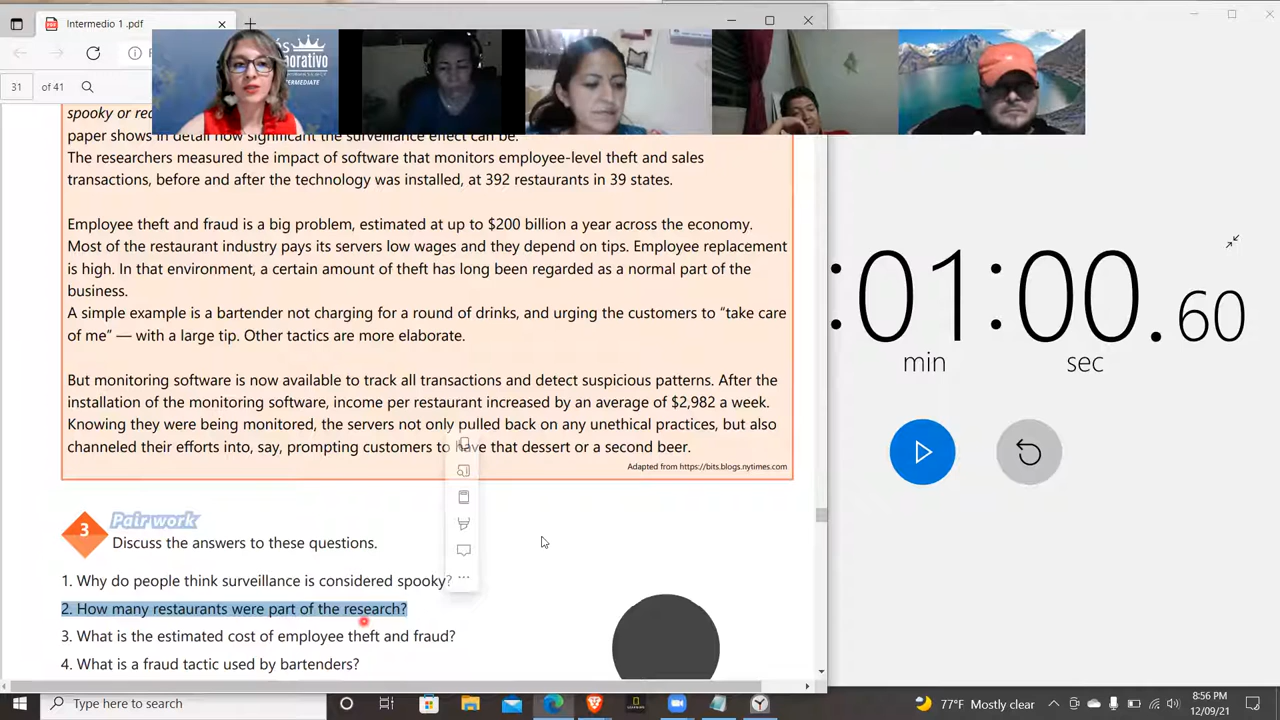 Intermedio 1 .pdf
31
of 41
ORATIVO
INTERMEDIATE
spooky or
paper shows in detail how significant the surveillance effect can be.
The researchers measured the impact of software that monitors employee-level theft and sales
transactions, before and after the technology was installed, at 392 restaurants in 39 states.
Employee theft and fraud is a big problem, estimated at up to $200 billion a year across the economy.
Most of the restaurant industry pays its servers low wages and they depend on tips. Employee replacement
is high. In that environment, a certain amount of theft has long been regarded as a normal part of the
business.
A simple example is a bartender not charging for a round of drinks, and urging the customers to “take care
of me” — with a large tip. Other tactics are more elaborate.
But monitoring software is now available to track all transactions and detect suspicious patterns. After the
installation of the monitoring software, income per restaurant increased by an average of $2,982 a week.
Knowing they were being monitored, the servers not only pulled back on any unethical practices, but also
channeled their efforts into, say, prompting customers to have that dessert or a second beer.
Adapted from https://bits.blogs.nytimes.com
3
Pair work
Discuss the answers to these questions.
1. Why do people think surveillance is considered spooky?
2. How many restaurants were part of the research?
3. What is the estimated cost of employee theft and fraud?
4. What is a fraud tactic used by bartenders?
:01:00.60
min
sec
Type here to search
77°F Mostly clear
8:56 PM
12/09/21